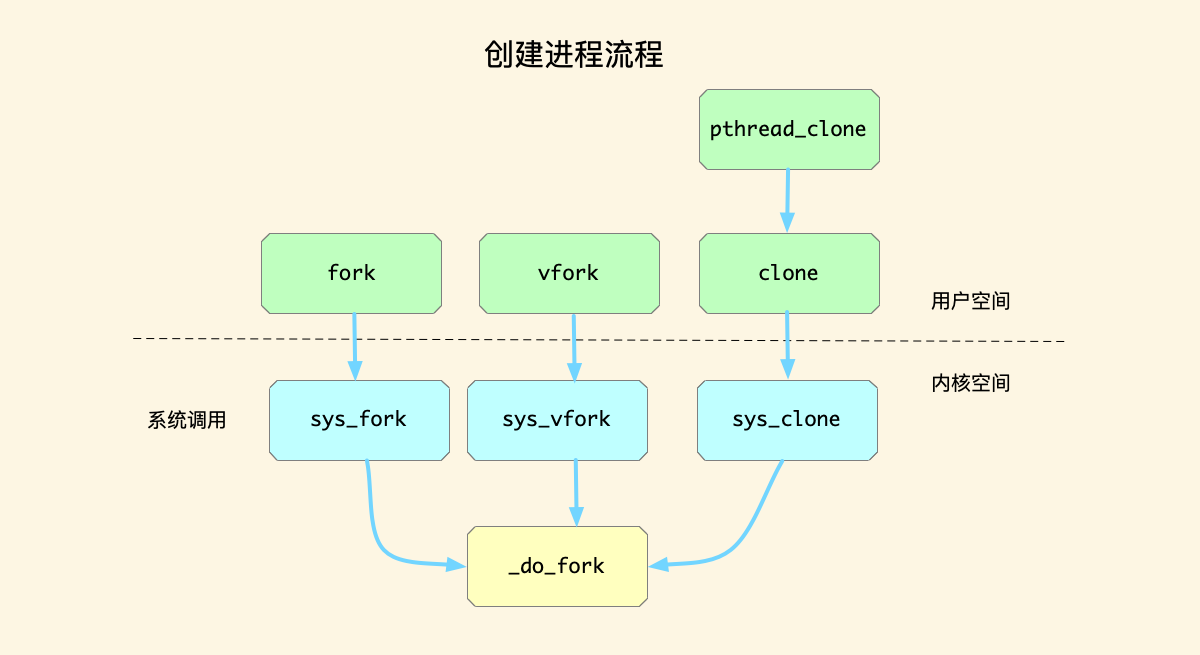 创建进程流程
pthread_clone
fork
vfork
clone
用户空间
内核空间
系统调用
sys_fork
sys_vfork
sys_clone
_do_fork